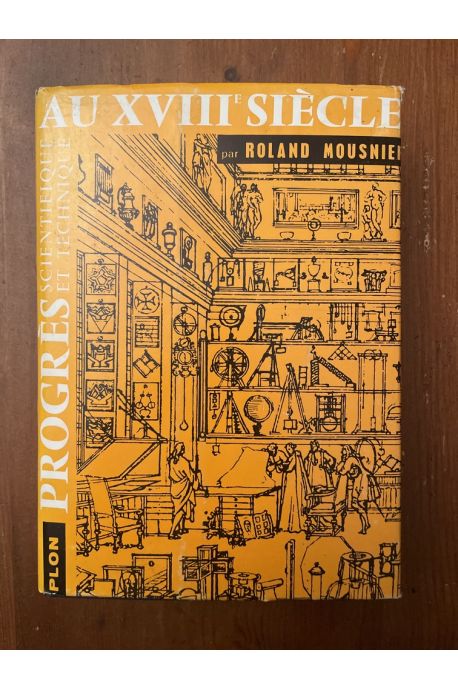 PROGRÈS
SCIENTIFIQUE
ET TECHNIQUE
AU XVIIIE SIÈCLE
par ROLAND MOUSNIER
PLON